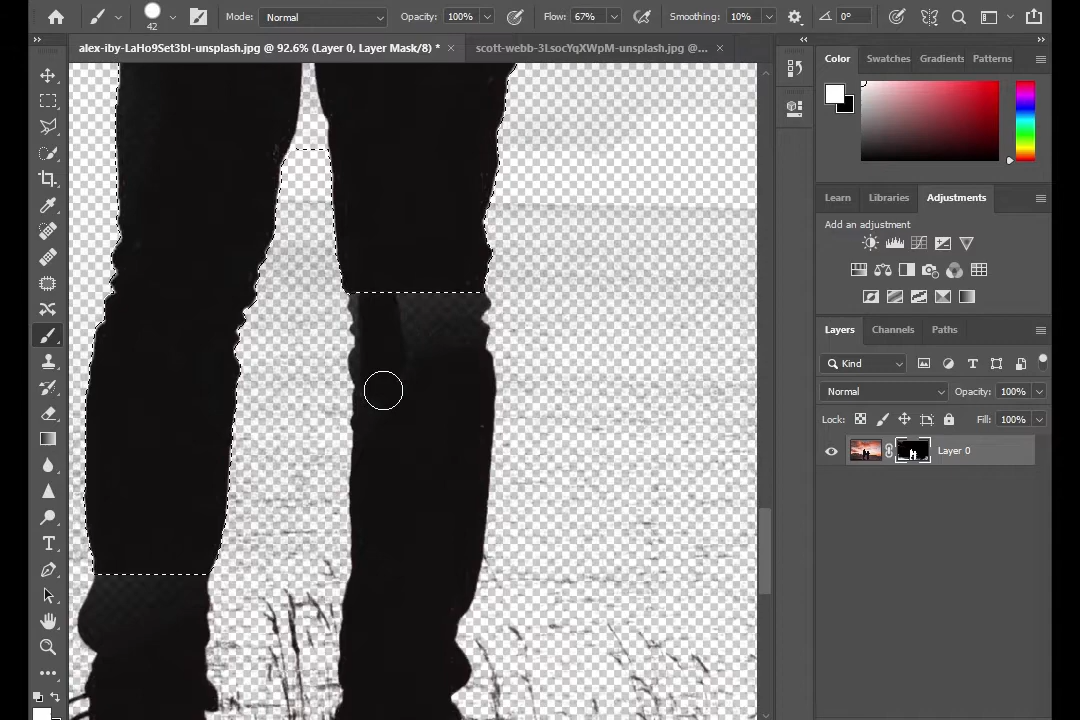 Mode: Normal Opacity: 100% Flow: 67% Smoothing: 10% 0°
42
alex-iby-LaHo9Set3bI-unsplash.jpg @ 92.6% (Layer 0, Layer Mask/8) * × scott-webb-3LsocYqXWpM-unsplash.jpg @... ×
Color Swatches Gradients Patterns
Learn Libraries Adjustments
Add an adjustment
Layers Channels Paths
Kind
Normal Opacity: 100%
Lock: Fill: 100%
Layer 0